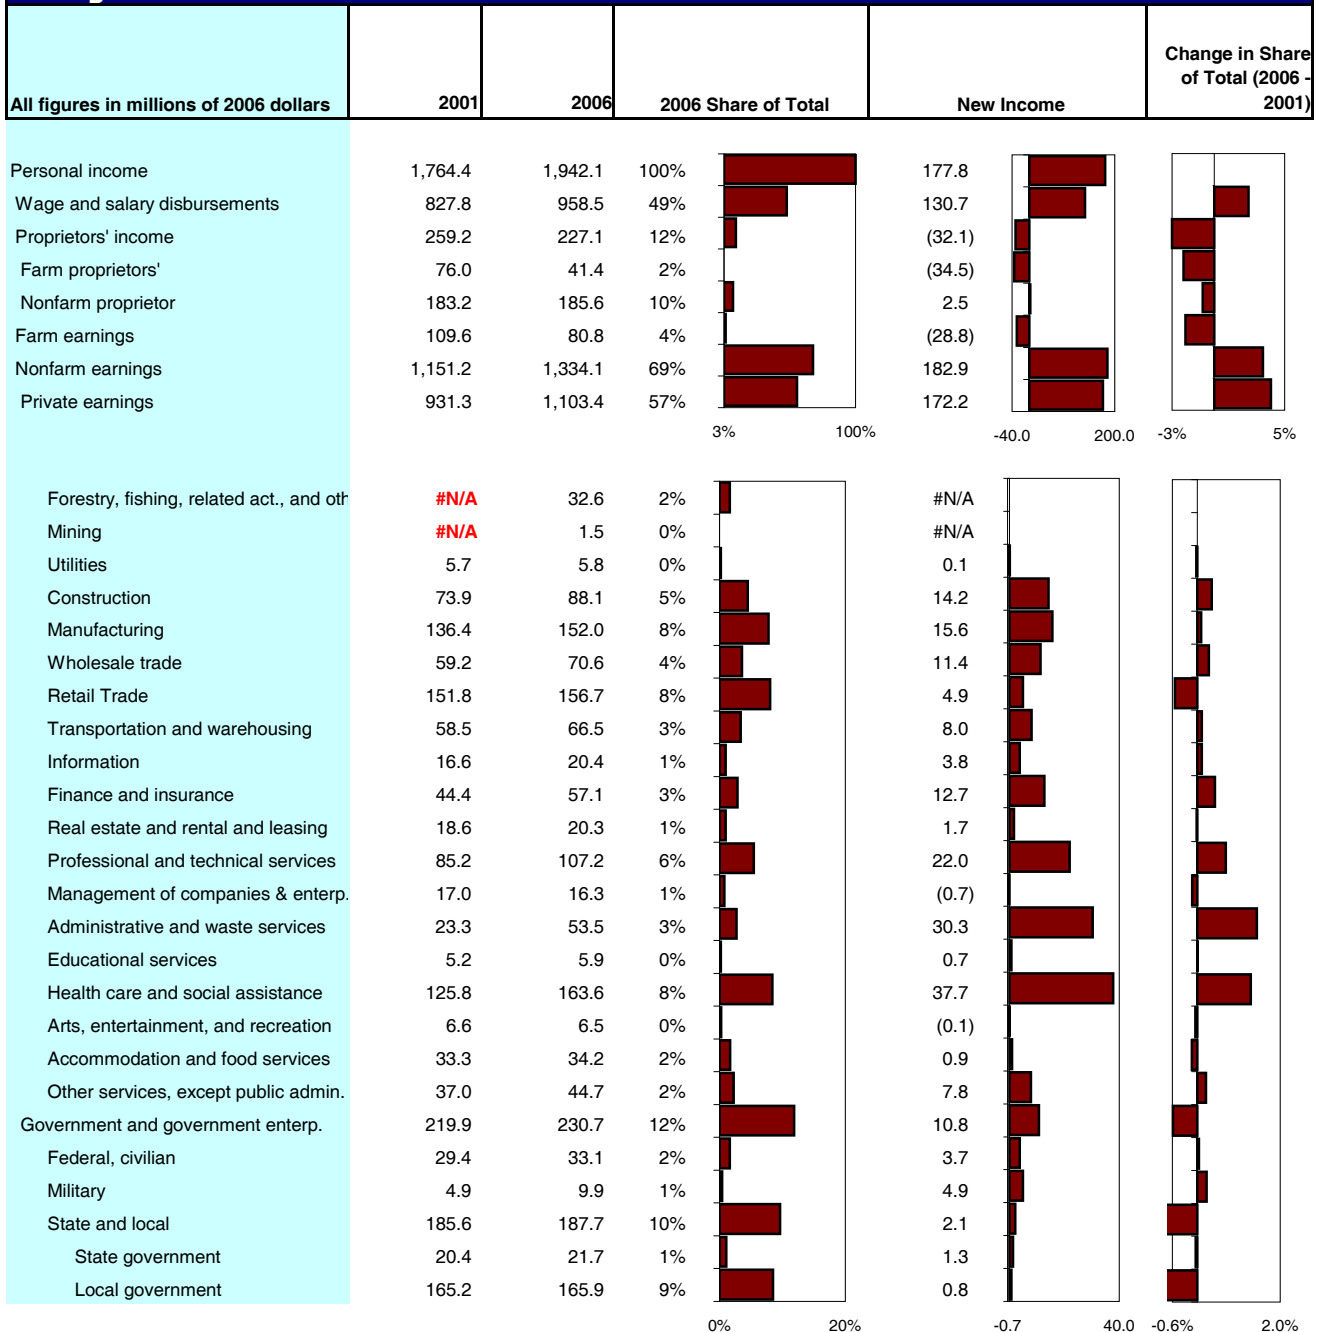 All figures in millions of 2006 dollars 2001 2006 2006 Share of Total New Income Change in Share of Total (2006 - 2001)
Personal income 1,764.4 1,942.1 100% 177.8
Wage and salary disbursements 827.8 958.5 49% 130.7
Proprietors' income 259.2 227.1 12% (32.1)
Farm proprietors' 76.0 41.4 2% (34.5)
Nonfarm proprietor 183.2 185.6 10% 2.5
Farm earnings 109.6 80.8 4% (28.8)
Nonfarm earnings 1,151.2 1,334.1 69% 182.9
Private earnings 931.3 1,103.4 57% 172.2
3% 100% -40.0 200.0 -3% 5%
Forestry, fishing, related act., and oth #N/A 32.6 2% #N/A
Mining #N/A 1.5 0% #N/A
Utilities 5.7 5.8 0% 0.1
Construction 73.9 88.1 5% 14.2
Manufacturing 136.4 152.0 8% 15.6
Wholesale trade 59.2 70.6 4% 11.4
Retail Trade 151.8 156.7 8% 4.9
Transportation and warehousing 58.5 66.5 3% 8.0
Information 16.6 20.4 1% 3.8
Finance and insurance 44.4 57.1 3% 12.7
Real estate and rental and leasing 18.6 20.3 1% 1.7
Professional and technical services 85.2 107.2 6% 22.0
Management of companies & enterp. 17.0 16.3 1% (0.7)
Administrative and waste services 23.3 53.5 3% 30.3
Educational services 5.2 5.9 0% 0.7
Health care and social assistance 125.8 163.6 8% 37.7
Arts, entertainment, and recreation 6.6 6.5 0% (0.1)
Accommodation and food services 33.3 34.2 2% 0.9
Other services, except public admin. 37.0 44.7 2% 7.8
Government and government enterp. 219.9 230.7 12% 10.8
Federal, civilian 29.4 33.1 2% 3.7
Military 4.9 9.9 1% 4.9
State and local 185.6 187.7 10% 2.1
State government 20.4 21.7 1% 1.3
Local government 165.2 165.9 9% 0.8
0% 20% -0.7 40.0 -0.6% 2.0%